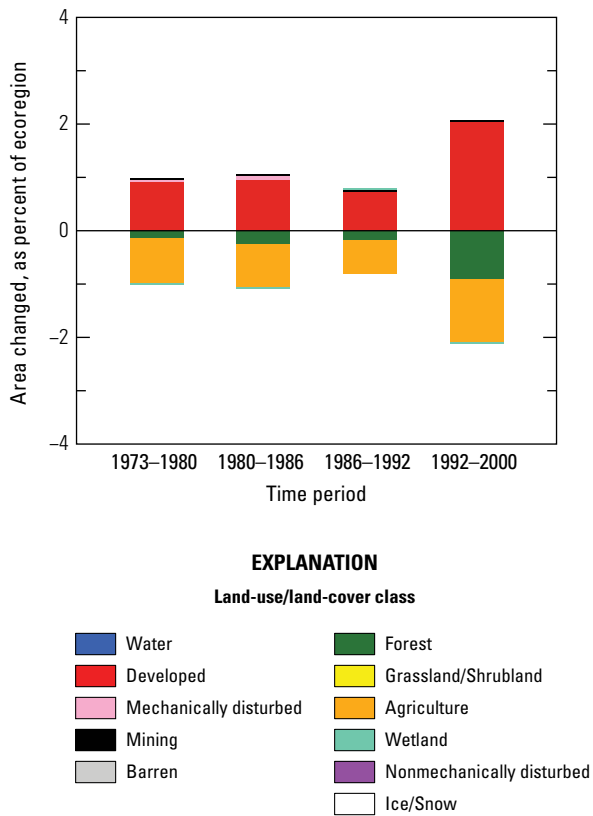 Area changed, as percent of ecoregion
4
2
0
–2
–4
1973–1980 1980–1986 1986–1992 1992–2000
Time period
EXPLANATION
Land-use/land-cover class
Water
Developed
Mechanically disturbed
Mining
Barren
Forest
Grassland/Shrubland
Agriculture
Wetland
Nonmechanically disturbed
Ice/Snow